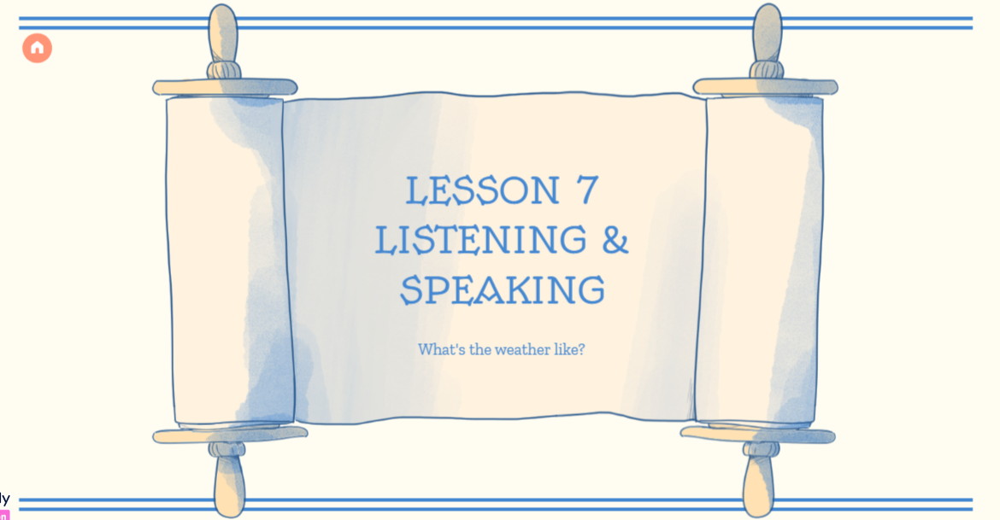 LESSON 7
LISTENING &
SPEAKING
What's the weather like?